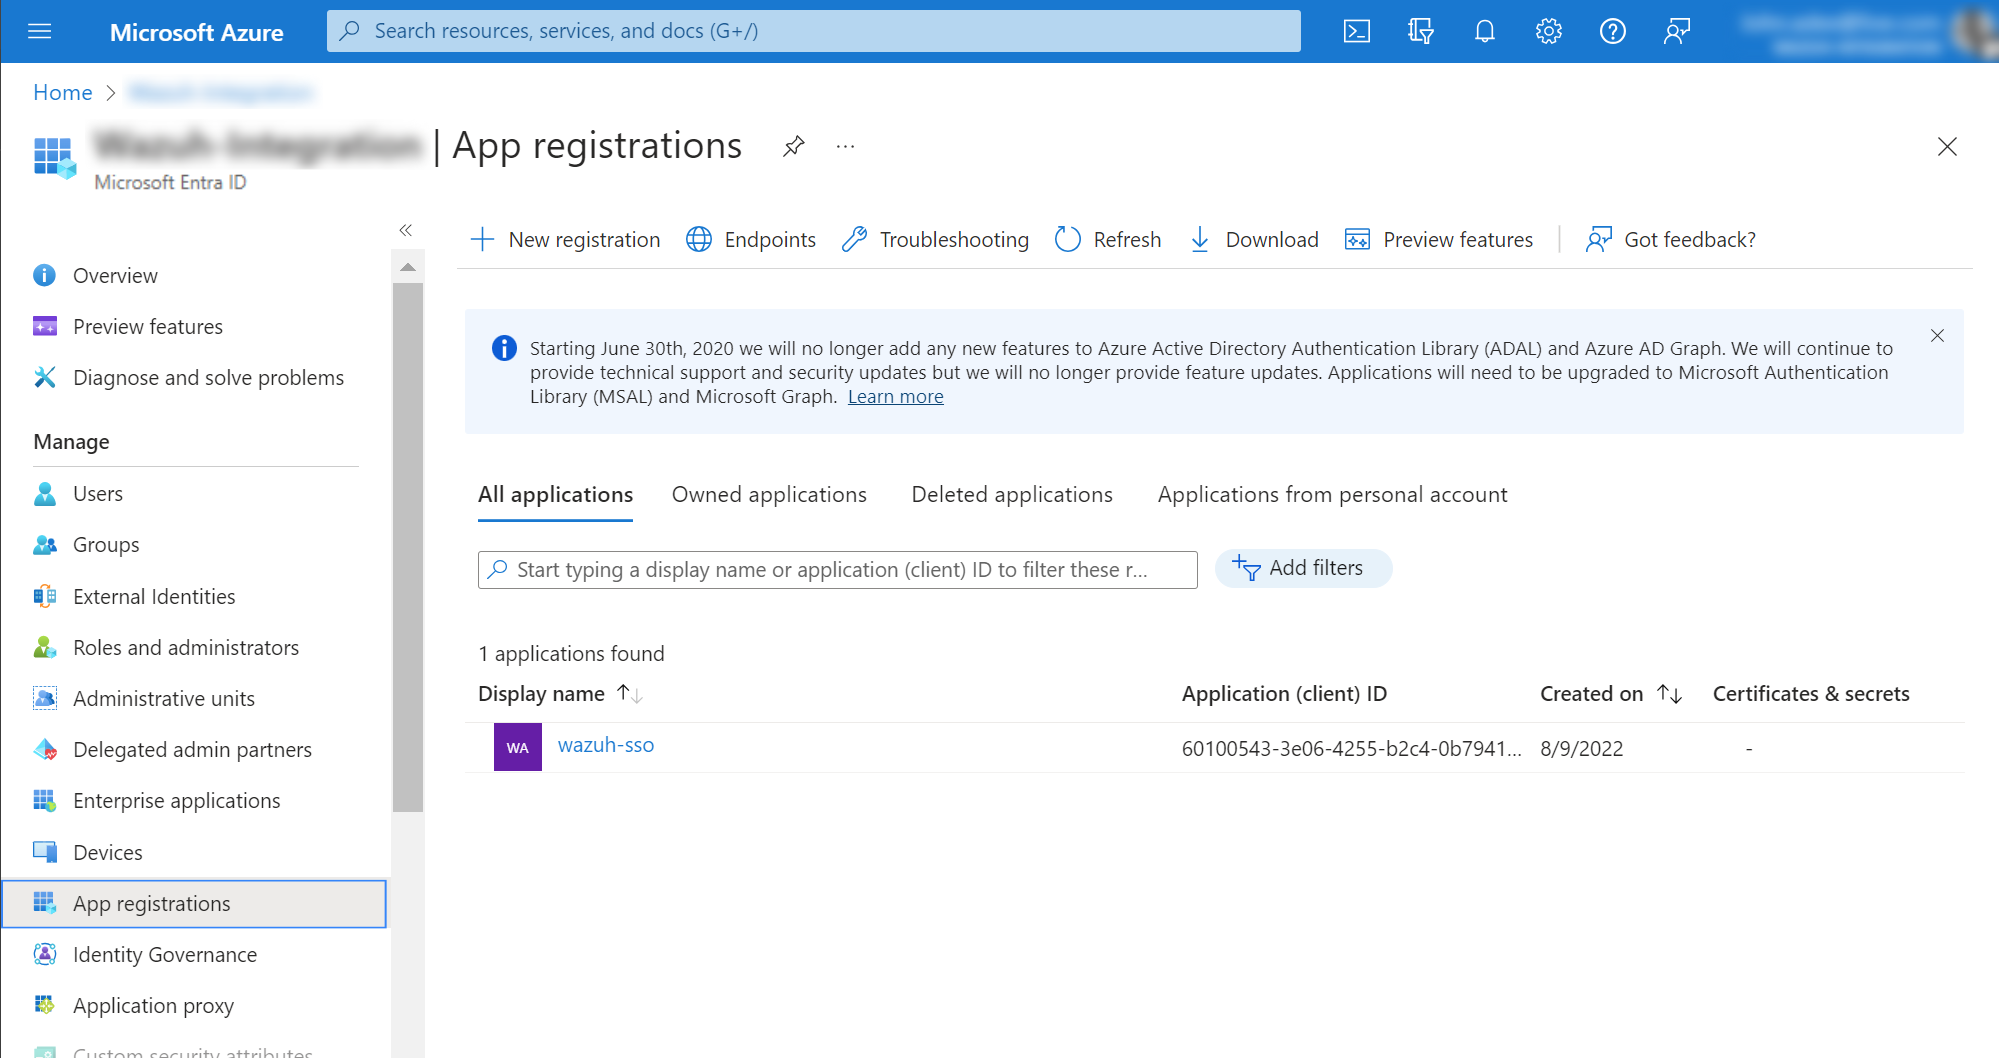 Microsoft Azure
Search resources, services, and docs (G+/)
Home
| App registrations
Microsoft Entra ID
Overview
Preview features
Diagnose and solve problems
Manage
Users
Groups
External Identities
Roles and administrators
Administrative units
Delegated admin partners
Enterprise applications
Devices
App registrations
Identity Governance
Application proxy
Custom security attributes
New registration
Endpoints
Troubleshooting
Refresh
Download
Preview features
Got feedback?
Starting June 30th, 2020 we will no longer add any new features to Azure Active Directory Authentication Library (ADAL) and Azure AD Graph. We will continue to
provide technical support and security updates but we will no longer provide feature updates. Applications will need to be upgraded to Microsoft Authentication
Library (MSAL) and Microsoft Graph. Learn more
All applications Owned applications Deleted applications Applications from personal account
Start typing a display name or application (client) ID to filter these r...
Add filters
1 applications found
Display name Application (client) ID Created on Certificates & secrets
WA wazuh-sso 60100543-3e06-4255-b2c4-0b7941... 8/9/2022 -